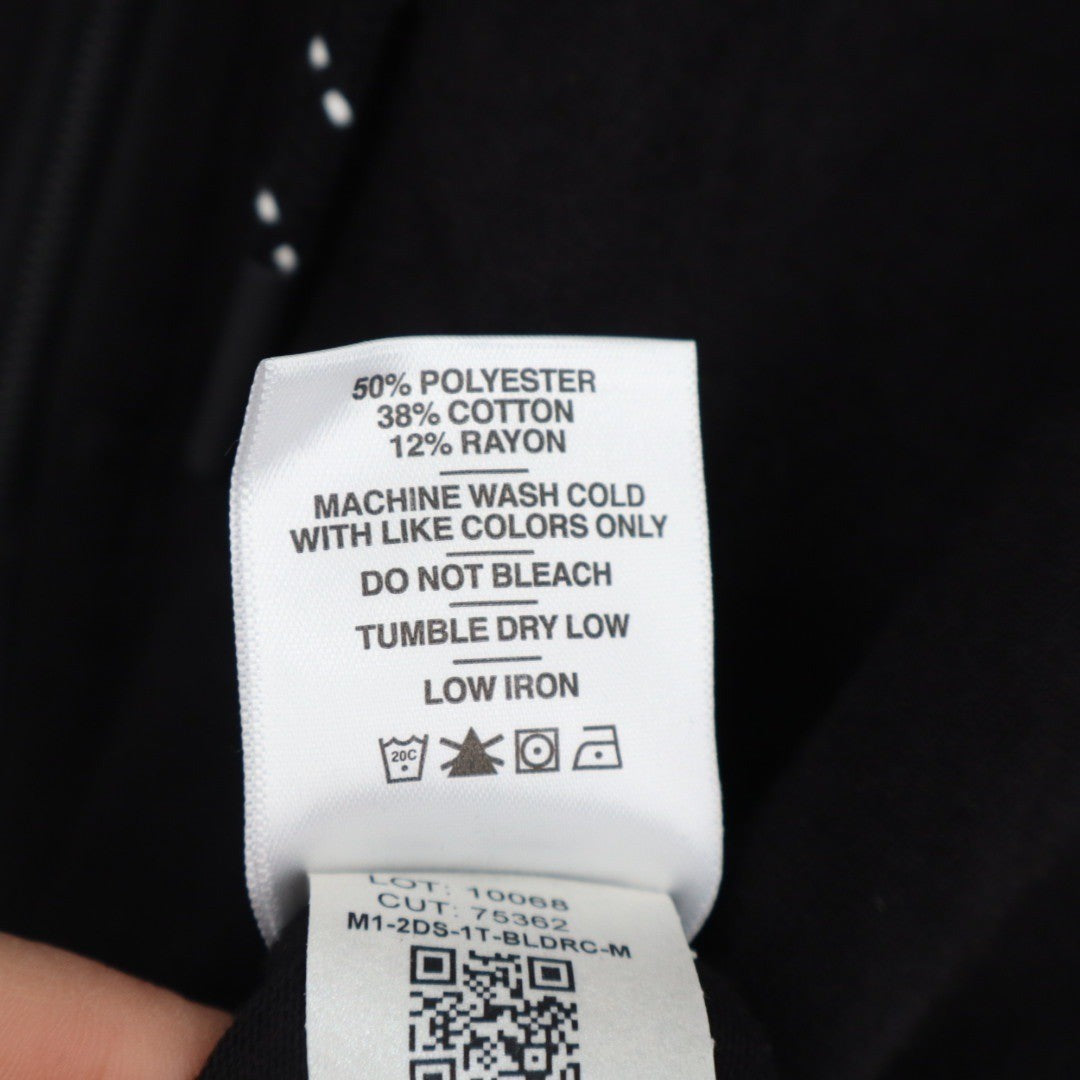 50% POLYESTER
38% COTTON
12% RAYON
MACHINE WASH COLD
WITH LIKE COLORS ONLY
DO NOT BLEACH
TUMBLE DRY LOW
LOW IRON
20C
LOT: 10068
CUT: 75362
M1-2DS-1T-BLDRC-M